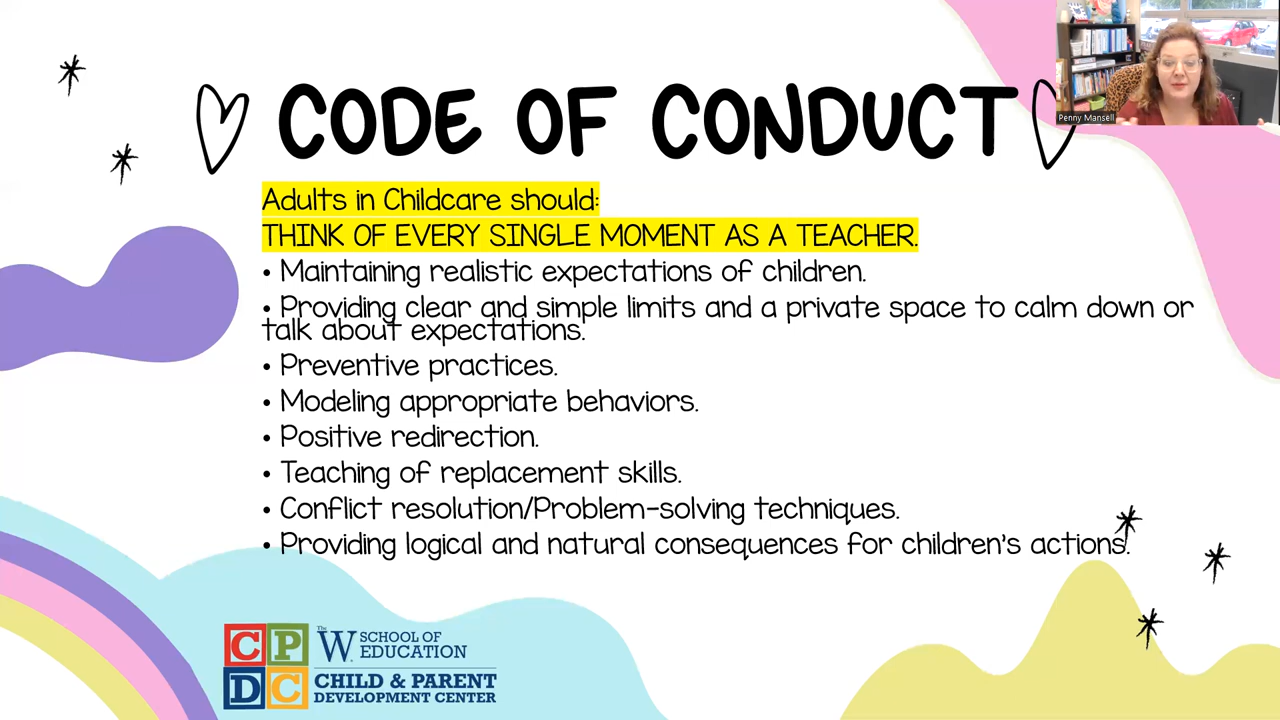 CODE OF CONDUCT
Penny Mansell
Adults in Childcare should:
THINK OF EVERY SINGLE MOMENT AS A TEACHER.
• Maintaining realistic expectations of children.
• Providing clear and simple limits and a private space to calm down or
talk about expectations.
• Preventive practices.
• Modeling appropriate behaviors.
• Positive redirection.
• Teaching of replacement skills.
• Conflict resolution/Problem-solving techniques.
• Providing logical and natural consequences for children's actions.
CP
DC
The W SCHOOL OF
EDUCATION
CHILD & PARENT
DEVELOPMENT CENTER